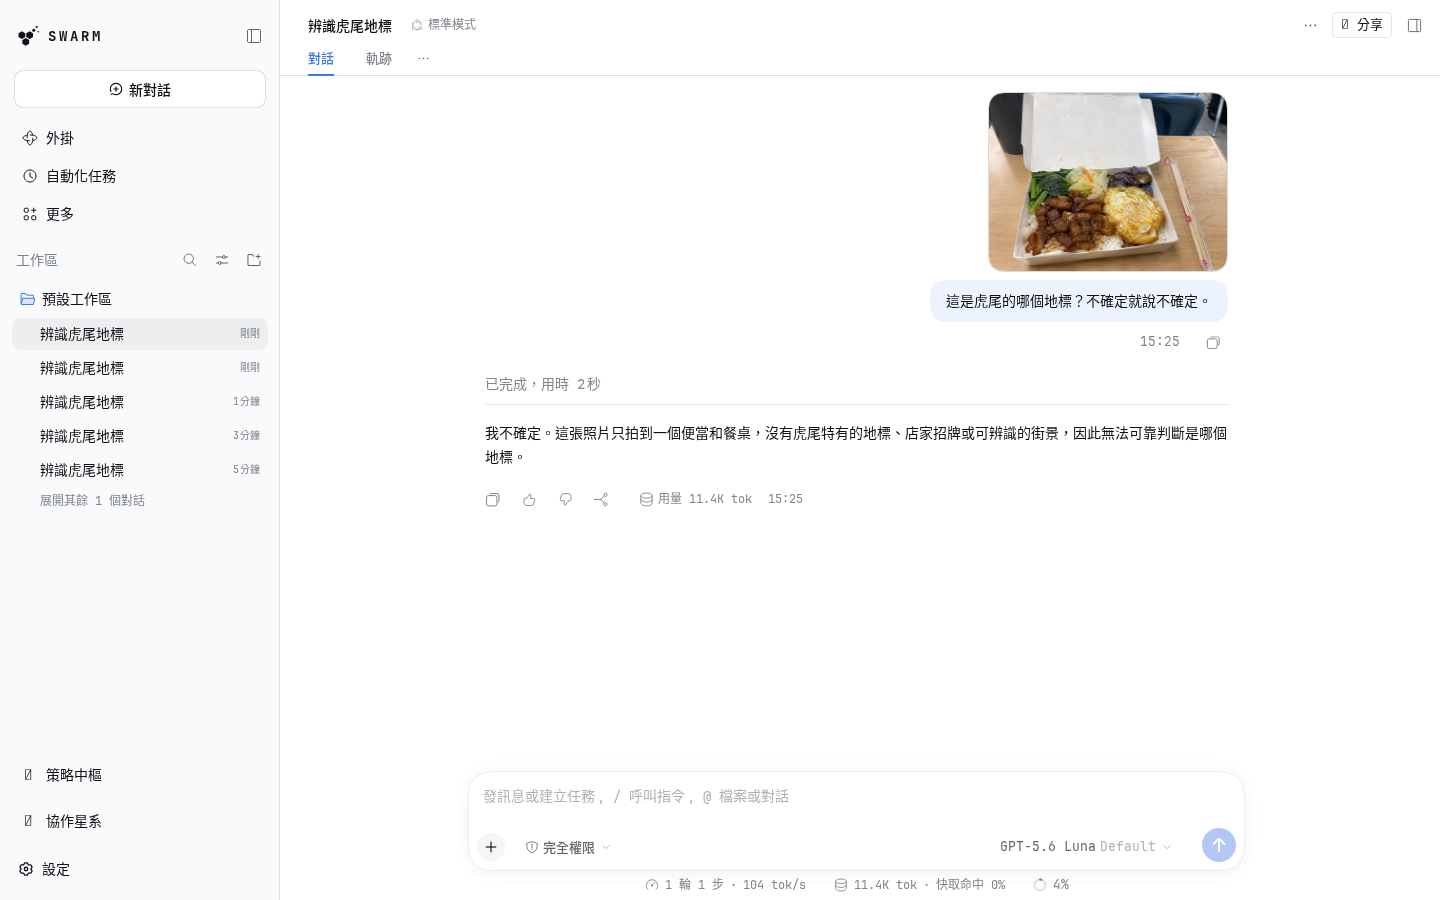 SWARM
新對話
外掛
自動化任務
更多
工作區
預設工作區
辨識虎尾地標 剛剛
辨識虎尾地標 剛剛
辨識虎尾地標 1分鐘
辨識虎尾地標 3分鐘
辨識虎尾地標 5分鐘
展開其餘 1 個對話
策略中樞
協作星系
設定
辨識虎尾地標 標準模式
分享
對話 軌跡 ···
這是虎尾的哪個地標？不確定就說不確定。
15:25
已完成，用時 2秒
我不確定。這張照片只拍到一個便當和餐桌，沒有虎尾特有的地標、店家招牌或可辨識的街景，因此無法可靠判斷是哪個
地標。
用量 11.4K tok 15:25
發訊息或建立任務，/ 呼叫指令，@ 檔案或對話
完全權限
GPT-5.6 Luna Default
1 輪 1 步 · 104 tok/s 11.4K tok · 快取命中 0% 4%